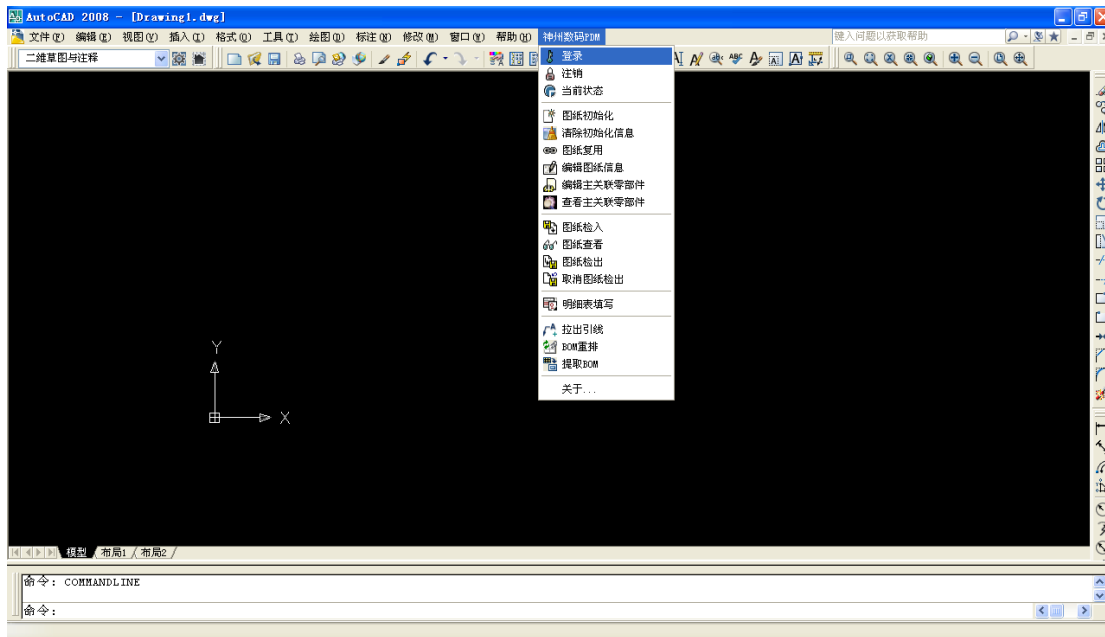 AutoCAD 2008 - [Drawing1.dwg]
文件(F) 编辑(E) 视图(V) 插入(I) 格式(O) 工具(T) 绘图(D) 标注(N) 修改(M) 窗口(W) 帮助(H) 神州数码PDM 键入问题以获取帮助
二维草图与注释
登录
注销
当前状态
图纸初始化
清除初始化信息
图纸复用
编辑图纸信息
编辑主关联零部件
查看主关联零部件
图纸检入
图纸查看
图纸检出
取消图纸检出
明细表填写
拉出引线
BOM重排
提取BOM
关于...
Y
X
模型 布局1 布局2
命令: COMMANDLINE
命令: